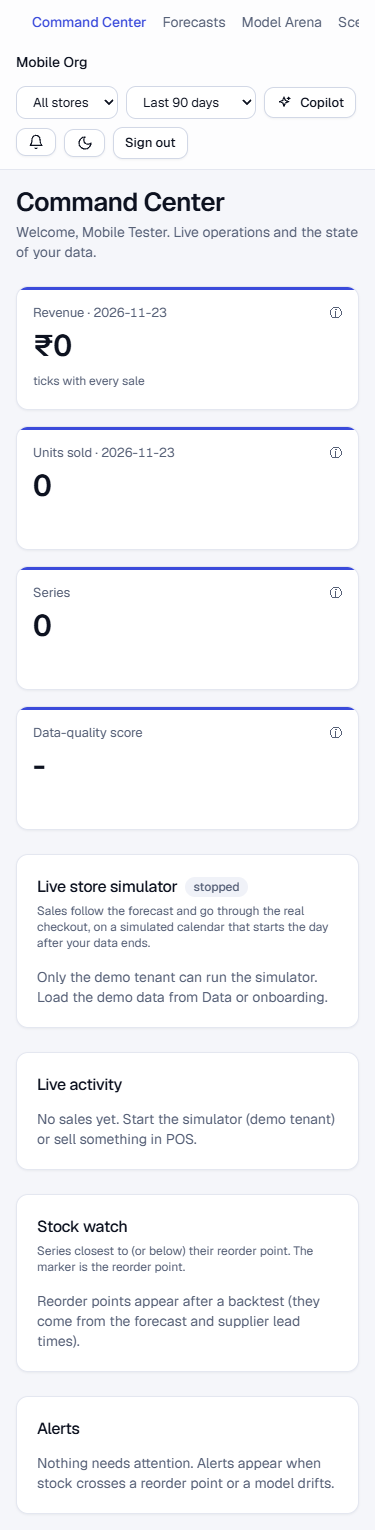 Command Center Forecasts Model Arena Sce
Mobile Org
All stores Last 90 days Copilot
Sign out
Command Center
Welcome, Mobile Tester. Live operations and the state
of your data.
Revenue · 2026-11-23
₹0
ticks with every sale
Units sold · 2026-11-23
0
Series
0
Data-quality score
-
Live store simulator stopped
Sales follow the forecast and go through the real
checkout, on a simulated calendar that starts the day
after your data ends.
Only the demo tenant can run the simulator.
Load the demo data from Data or onboarding.
Live activity
No sales yet. Start the simulator (demo tenant)
or sell something in POS.
Stock watch
Series closest to (or below) their reorder point. The
marker is the reorder point.
Reorder points appear after a backtest (they
come from the forecast and supplier lead
times).
Alerts
Nothing needs attention. Alerts appear when
stock crosses a reorder point or a model drifts.